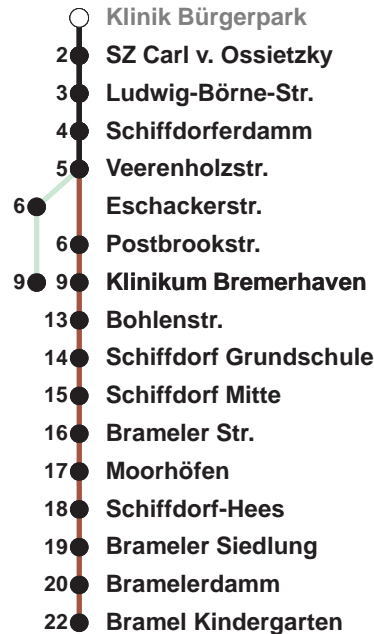 Klinik Bürgerpark
2 SZ Carl v. Ossietzky
3 Ludwig-Börne-Str.
4 Schiffdorferdamm
5 Veerenholzstr.
6 Eschackerstr.
6 Postbrookstr.
9 9 Klinikum Bremerhaven
13 Bohlenstr.
14 Schiffdorf Grundschule
15 Schiffdorf Mitte
16 Brameler Str.
17 Moorhöfen
18 Schiffdorf-Hees
19 Brameler Siedlung
20 Bramelerdamm
22 Bramel Kindergarten